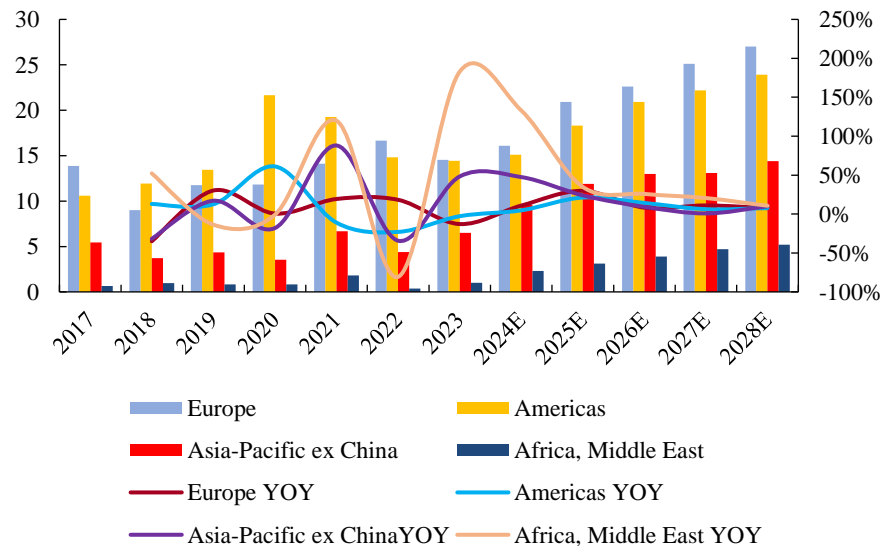 30
25
20
15
10
5
0
250%
200%
150%
100%
50%
0%
-50%
-100%
2017
2018
2019
2020
2021
2022
2023
2024E
2025E
2026E
2027E
2028E
Europe
Americas
Asia-Pacific ex China
Africa, Middle East
Europe YOY
Americas YOY
Asia-Pacific ex ChinaYOY
Africa, Middle East YOY